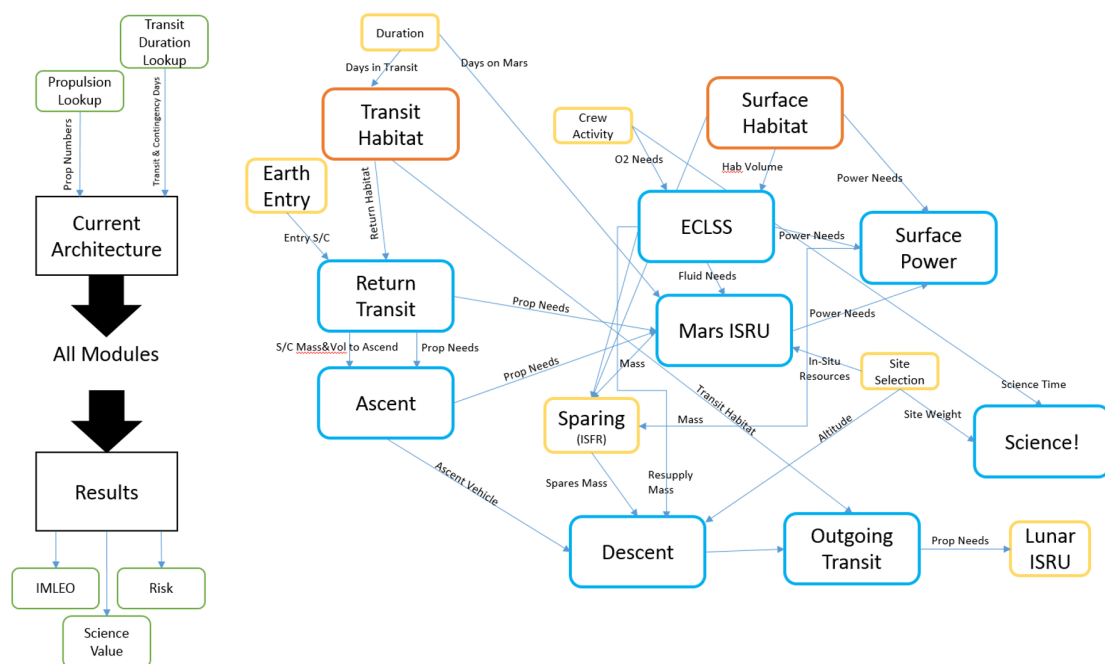 Transit
Duration
Lookup
Propulsion
Lookup
Prop Numbers
Transit & Contingency Days
Current
Architecture
All Modules
Results
IMLEO
Risk
Science
Value
Duration
Days in Transit
Days on Mars
Transit
Habitat
Surface
Habitat
Crew
Activity
O2 Needs
Hab Volume
Power Needs
Earth
Entry
Return Habitat
Entry S/C
ECLSS
Power Needs
Surface
Power
Fluid Needs
Return
Transit
Prop Needs
Mars ISRU
Power Needs
S/C Mass&Vol to Ascend
Prop Needs
Prop Needs
Mass
In-Situ
Resources
Site
Selection
Ascent
Transit Habitat
Science Time
Sparing
(ISFR)
Mass
Altitude
Site Weight
Science!
Ascent Vehicle
Spares Mass
Resupply
Mass
Descent
Outgoing
Transit
Prop Needs
Lunar
ISRU